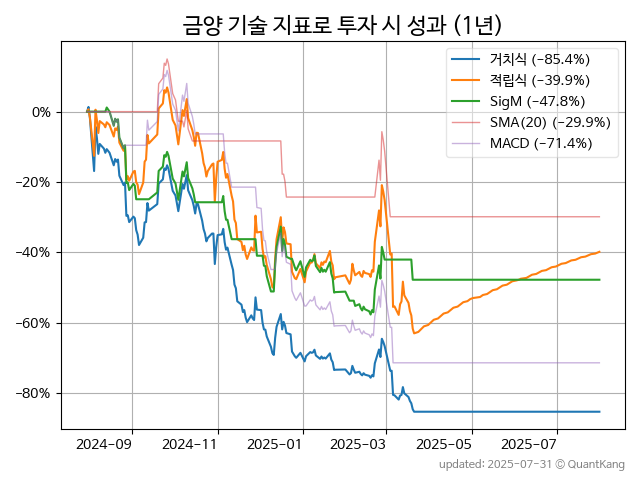 금양 기술 지표로 투자 시 성과 (1년)
거치식 (−85.4%)
적립식 (−39.9%)
SigM (−47.8%)
SMA(20) (−29.9%)
MACD (−71.4%)
0%
−20%
−40%
−60%
−80%
2024-09 2024-11 2025-01 2025-03 2025-05 2025-07
updated: 2025-07-31 © QuantKang